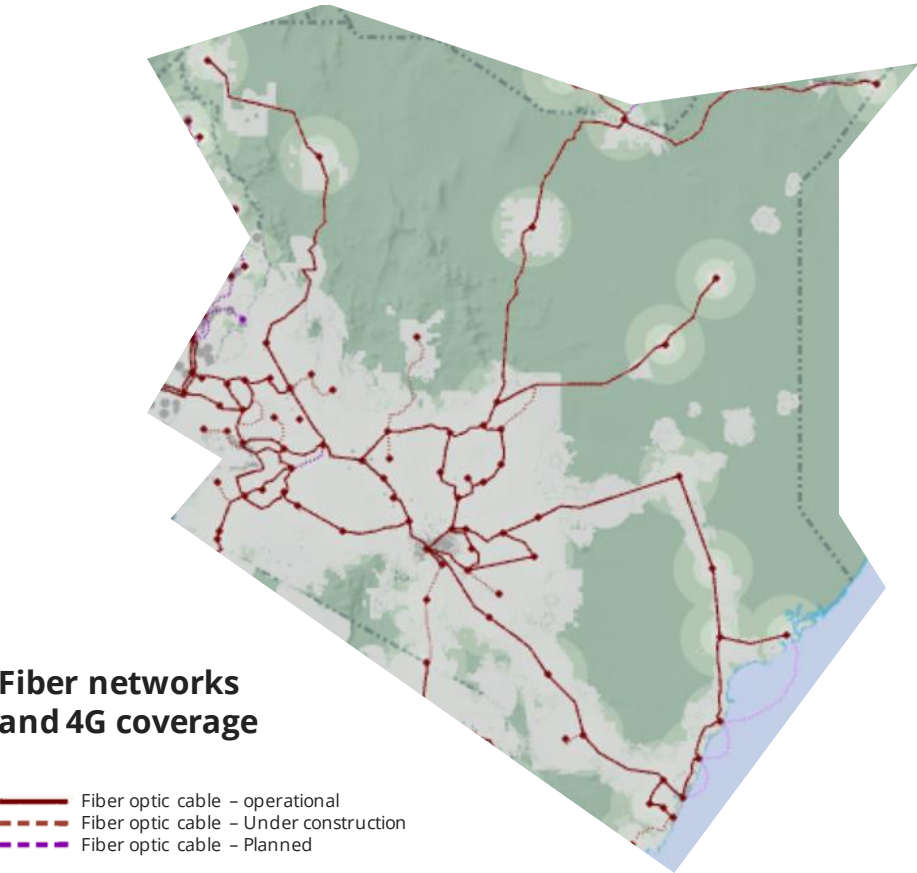 Fiber networks
and 4G coverage
Fiber optic cable – operational
Fiber optic cable – Under construction
Fiber optic cable – Planned